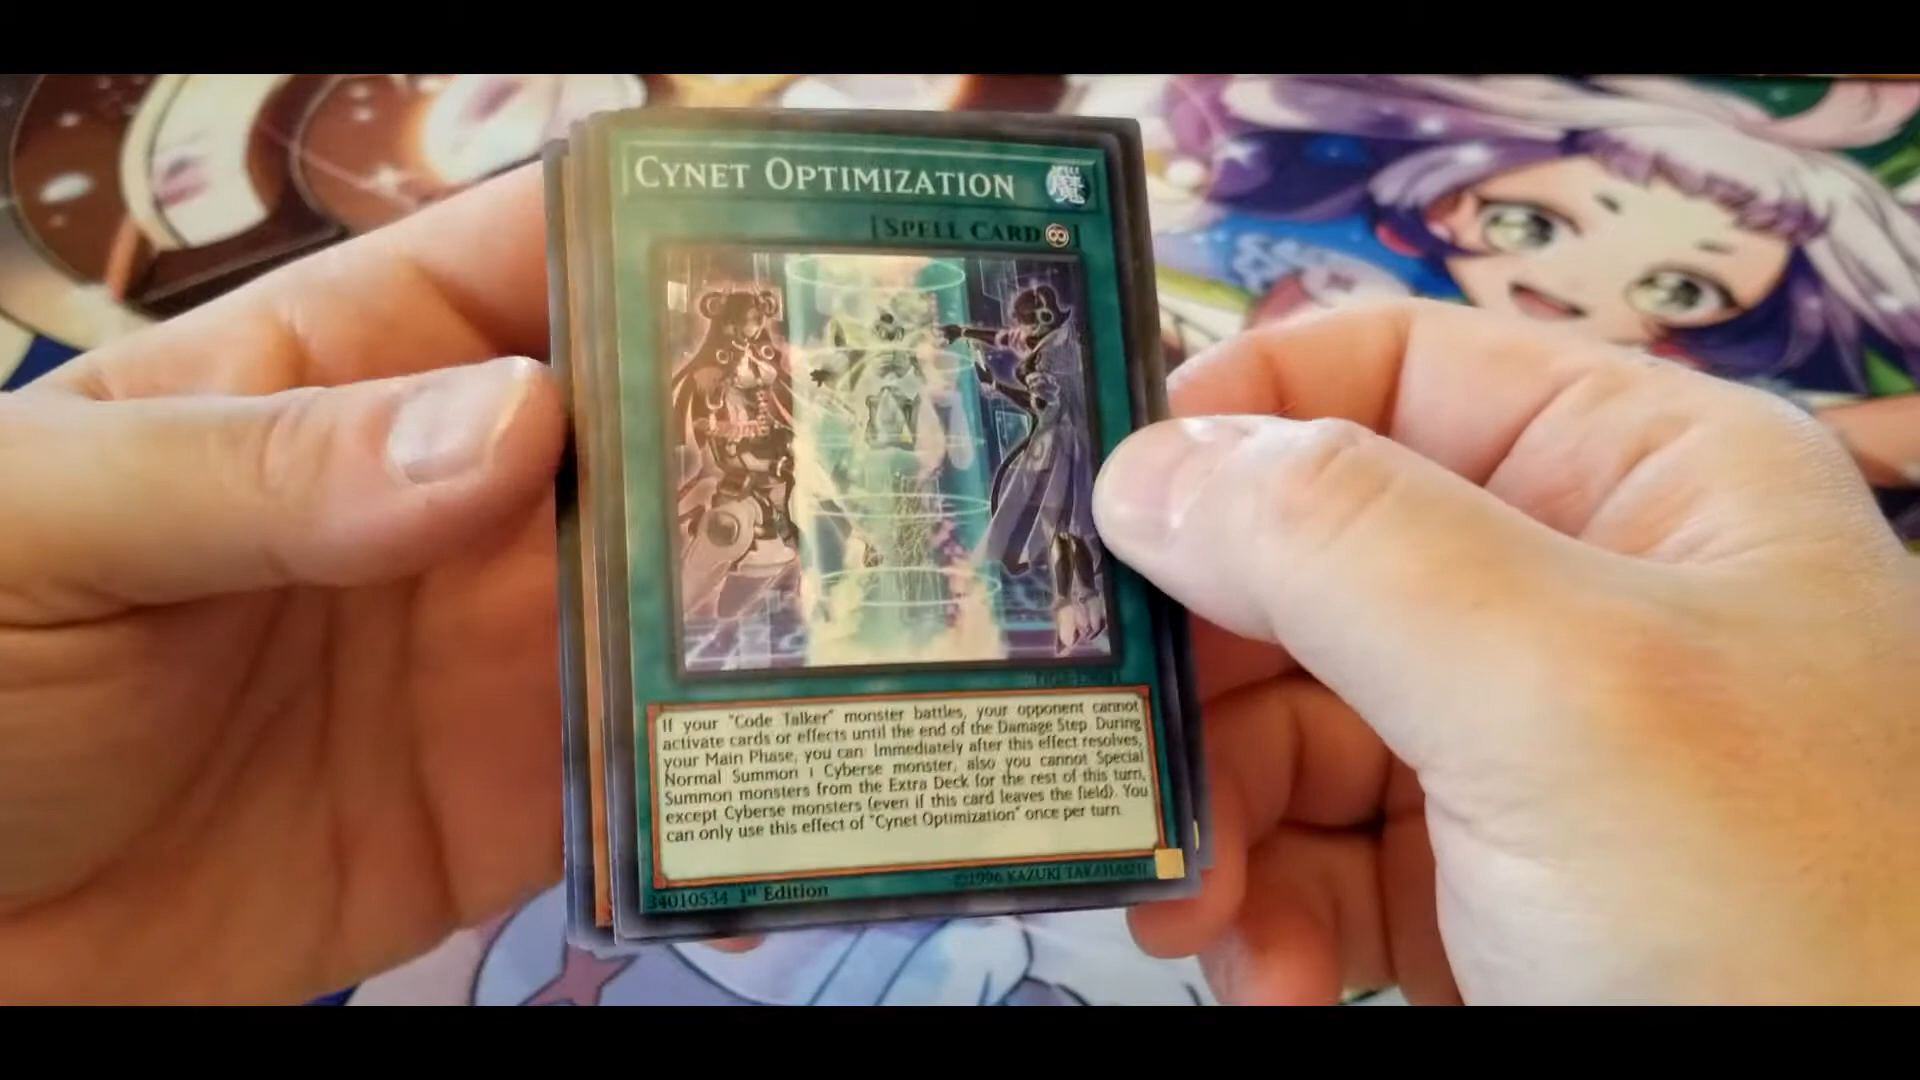 CYNET OPTIMIZATION
[SPELL CARD ]
If your "Code Talker" monster battles, your opponent cannot
activate cards or effects until the end of the Damage Step. During
your Main Phase, you can: Immediately after this effect resolves,
Normal Summon 1 Cyberse monster, also you cannot Special
Summon monsters from the Extra Deck for the rest of this turn,
except Cyberse monsters (even if this card leaves the field). You
can only use this effect of "Cynet Optimization" once per turn.
34010534 1st Edition ©1996 KAZUKI TAKAHASHI